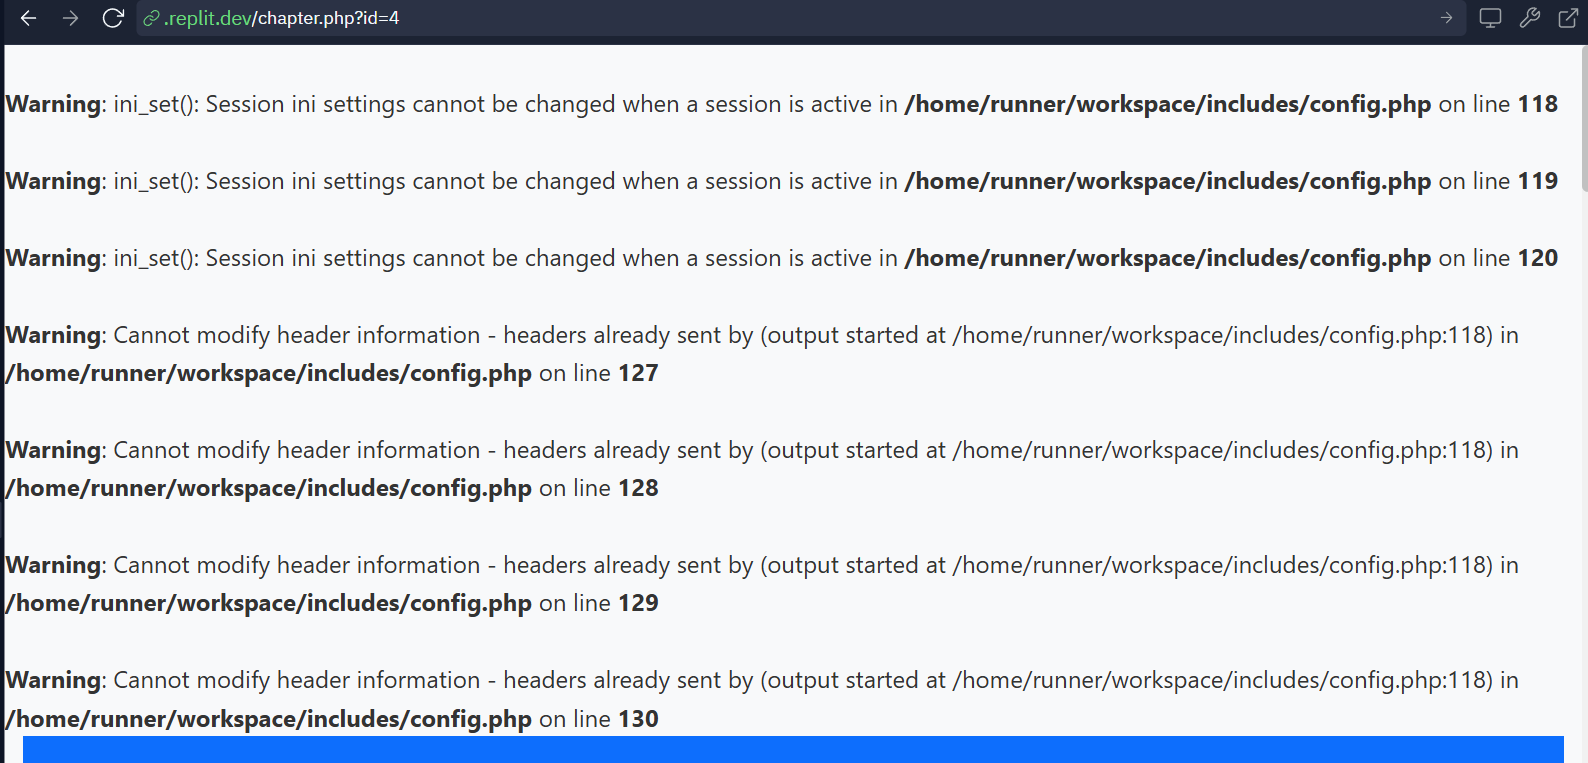 .replit.dev/chapter.php?id=4
Warning: ini_set(): Session ini settings cannot be changed when a session is active in /home/runner/workspace/includes/config.php on line 118
Warning: ini_set(): Session ini settings cannot be changed when a session is active in /home/runner/workspace/includes/config.php on line 119
Warning: ini_set(): Session ini settings cannot be changed when a session is active in /home/runner/workspace/includes/config.php on line 120
Warning: Cannot modify header information - headers already sent by (output started at /home/runner/workspace/includes/config.php:118) in
/home/runner/workspace/includes/config.php on line 127
Warning: Cannot modify header information - headers already sent by (output started at /home/runner/workspace/includes/config.php:118) in
/home/runner/workspace/includes/config.php on line 128
Warning: Cannot modify header information - headers already sent by (output started at /home/runner/workspace/includes/config.php:118) in
/home/runner/workspace/includes/config.php on line 129
Warning: Cannot modify header information - headers already sent by (output started at /home/runner/workspace/includes/config.php:118) in
/home/runner/workspace/includes/config.php on line 130